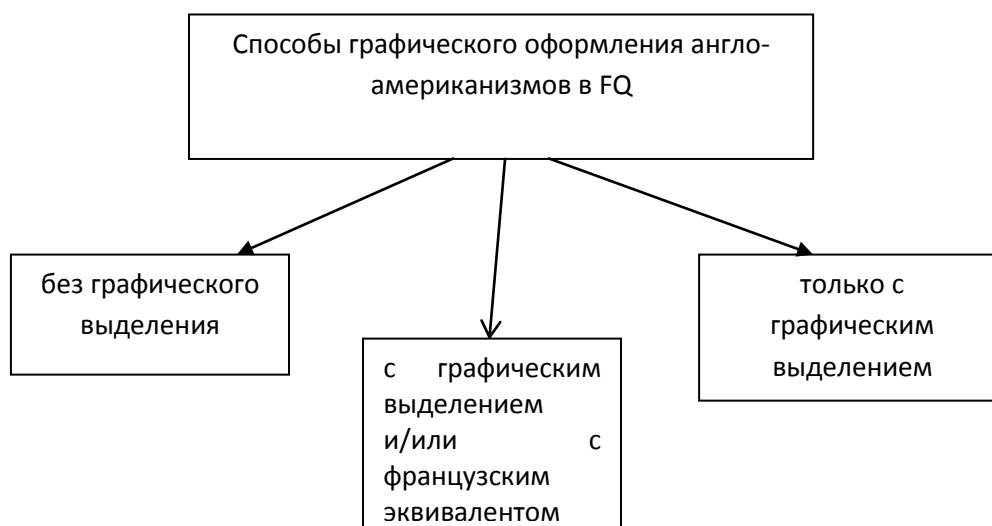 Способы графического оформления англо-
американизмов в FQ
без графического
выделения
с графическим
выделением
и/или с
французским
эквивалентом
только с
графическим
выделением